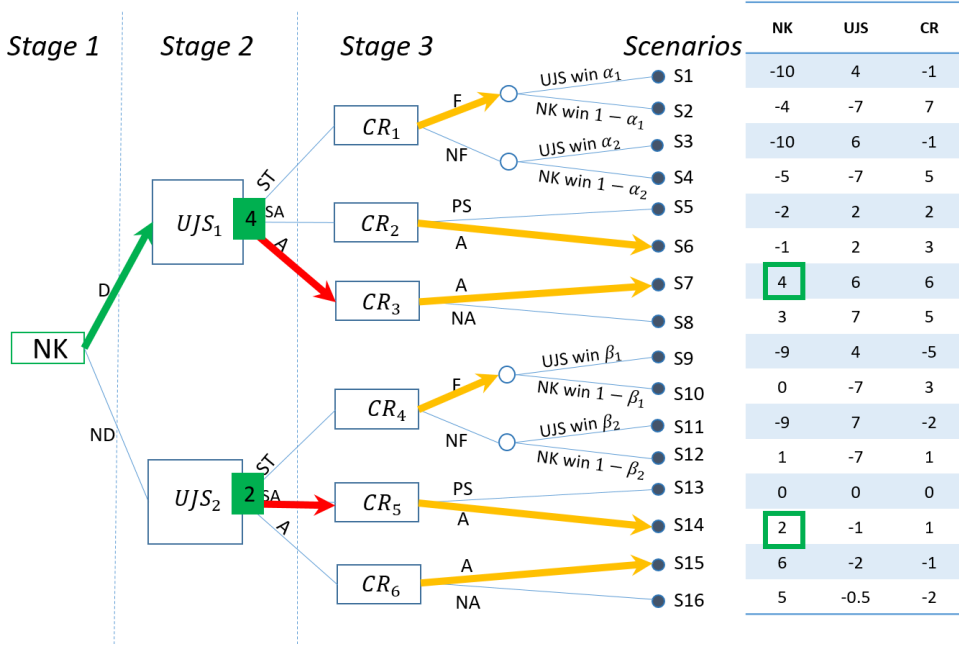 Stage 1
Stage 2
Stage 3
Scenarios
NK UJS CR
UJS win α₁
S1
-10 4 -1
F
CR₁
NK win 1 − α₁
S2
-4 -7 7
NF
UJS win α₂
S3
-10 6 -1
NK win 1 − α₂
S4
-5 -7 5
ST
UJS₁
4
SA
A
CR₂
PS
S5
-2 2 2
A
S6
-1 2 3
D
CR₃
A
S7
4 6 6
NA
S8
3 7 5
NK
UJS win β₁
S9
-9 4 -5
F
CR₄
NK win 1 − β₁
S10
0 -7 3
ND
NF
UJS win β₂
S11
-9 7 -2
NK win 1 − β₂
S12
1 -7 1
ST
UJS₂
2
SA
A
CR₅
PS
S13
0 0 0
A
S14
2 -1 1
CR₆
A
S15
6 -2 -1
NA
S16
5 -0.5 -2